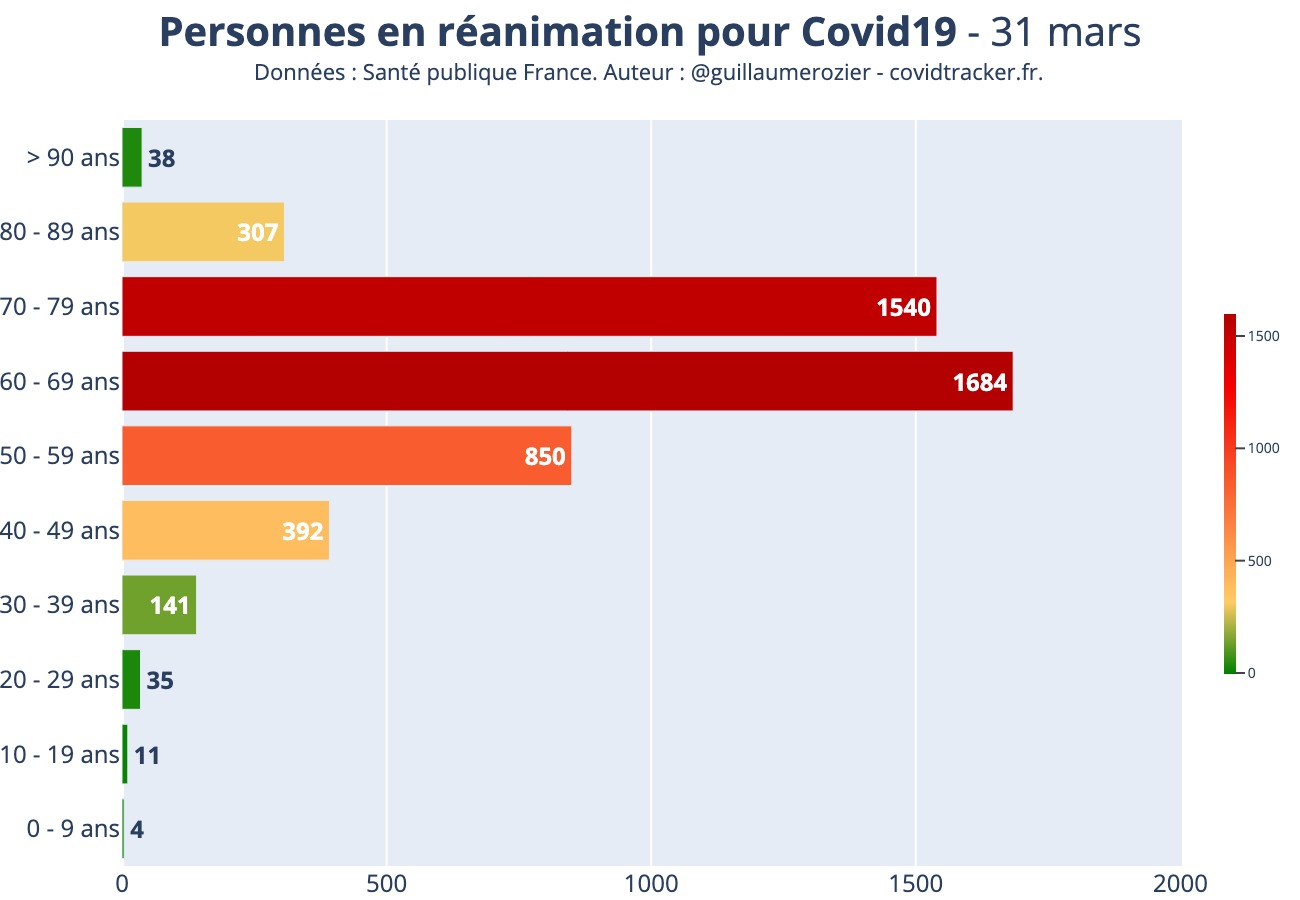 Personnes en réanimation pour Covid19 - 31 mars
Données : Santé publique France. Auteur : @guillaumerozier - covidtracker.fr.
> 90 ans 38
80 - 89 ans 307
70 - 79 ans 1540
60 - 69 ans 1684
50 - 59 ans 850
40 - 49 ans 392
30 - 39 ans 141
20 - 29 ans 35
10 - 19 ans 11
0 - 9 ans 4
0 500 1000 1500 2000
1500
1000
500
0